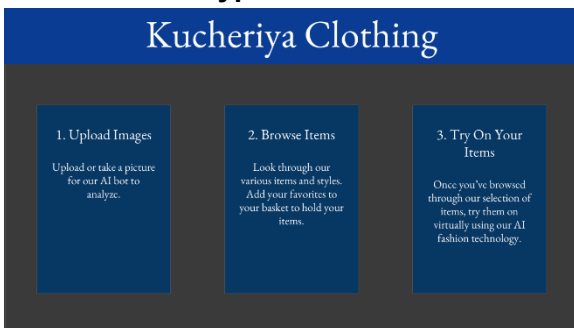 Kucheriya Clothing
1. Upload Images
Upload or take a picture
for our AI bot to
analyze.
2. Browse Items
Look through our
various items and styles.
Add your favorites to
your basket to hold your
items.
3. Try On Your
Items
Once you've browsed
through our selection of
items, try them on
virtually using our AI
fashion technology.